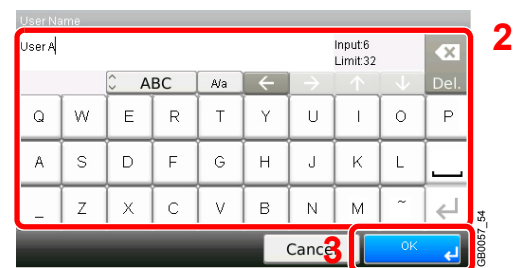 User Name
2
User A
Input:6
Limit:32
ABC
A/a
← → ↑ ↓ Del.
Q W E R T Y U I O P
A S D F G H J K L
_ Z X C V B N M ~
3
Cance
OK
GB0057_54